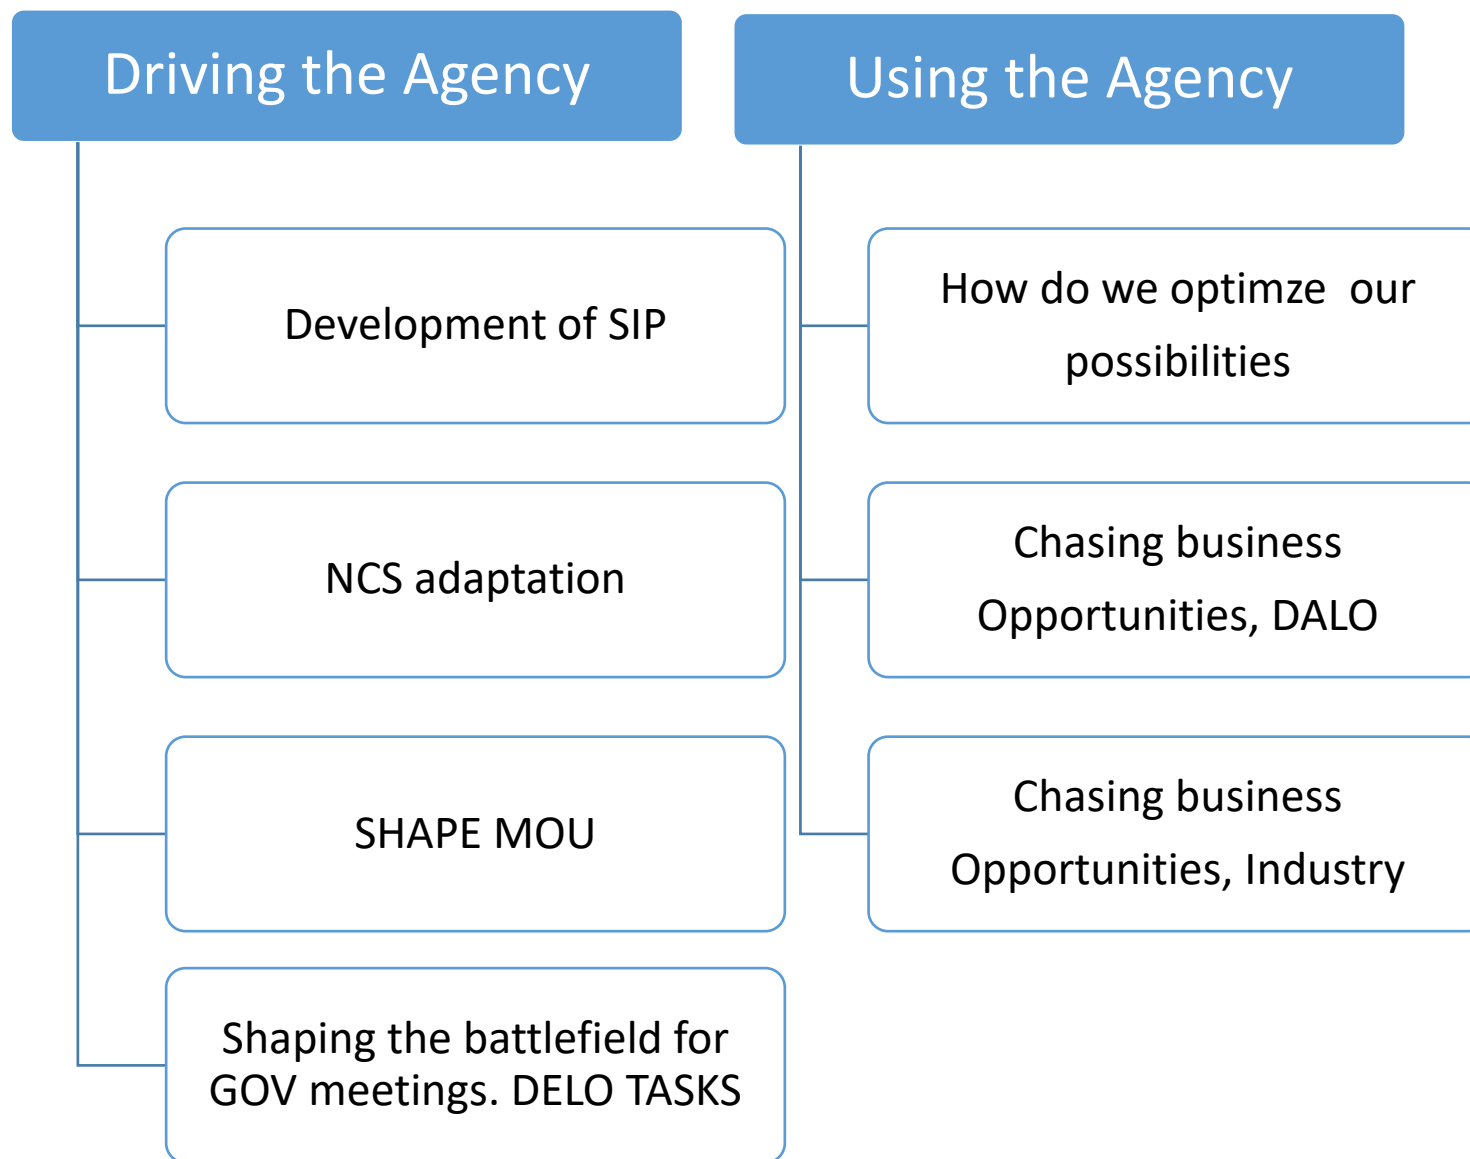 Driving the Agency
Development of SIP
NCS adaptation
SHAPE MOU
Shaping the battlefield for
GOV meetings. DELO TASKS
Using the Agency
How do we optimze  our
possibilities
Chasing business
Opportunities, DALO
Chasing business
Opportunities, Industry